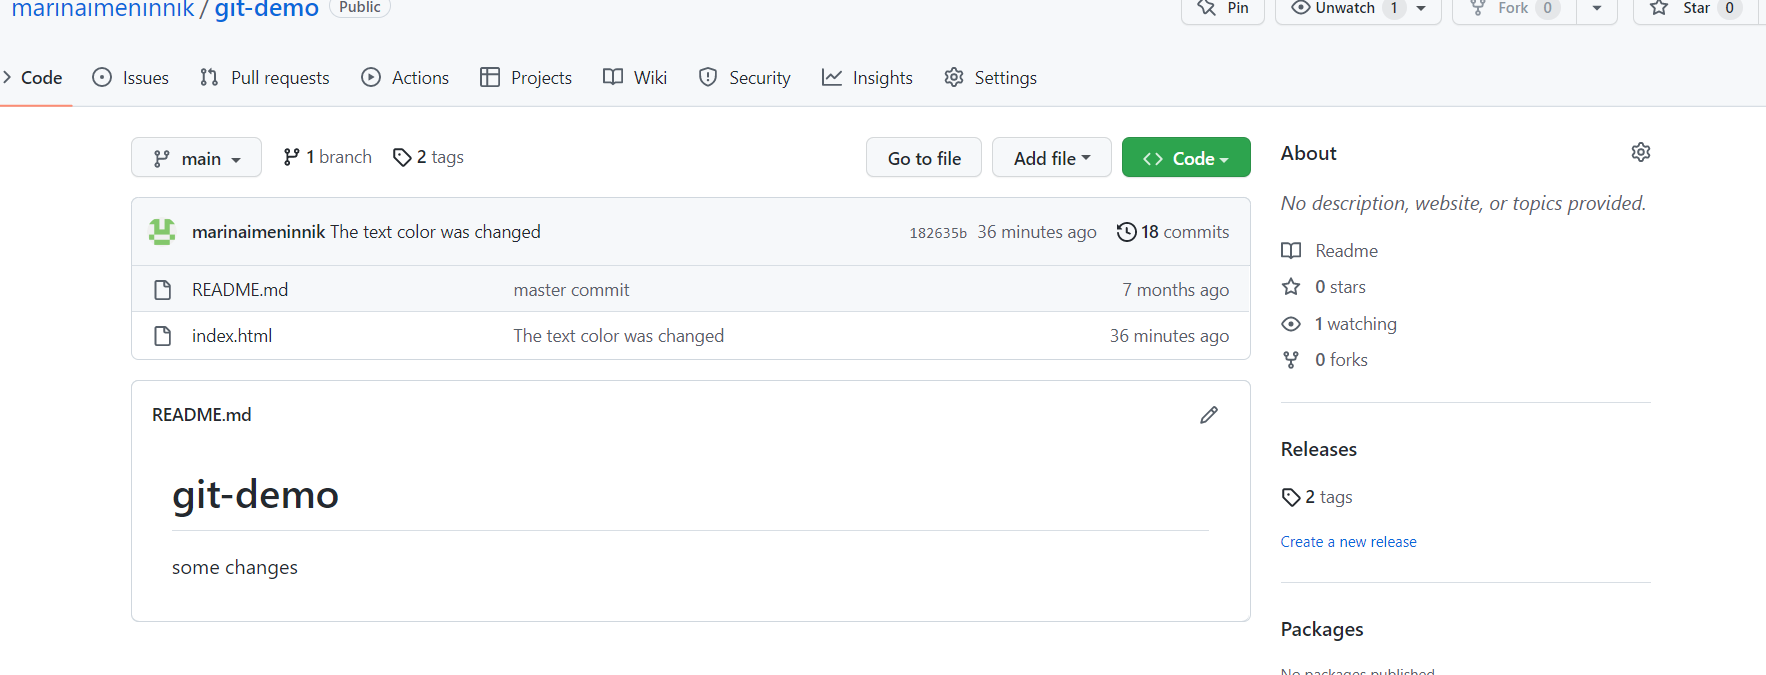 marinaimeninnik / git-demo Public Pin Unwatch 1 Fork 0 Star 0
Code Issues Pull requests Actions Projects Wiki Security Insights Settings
main 1 branch 2 tags Go to file Add file Code
marinaimeninnik The text color was changed 182635b 36 minutes ago 18 commits
README.md master commit 7 months ago
index.html The text color was changed 36 minutes ago
README.md
git-demo
some changes
About
No description, website, or topics provided.
Readme
0 stars
1 watching
0 forks
Releases
2 tags
Create a new release
Packages
No packages published